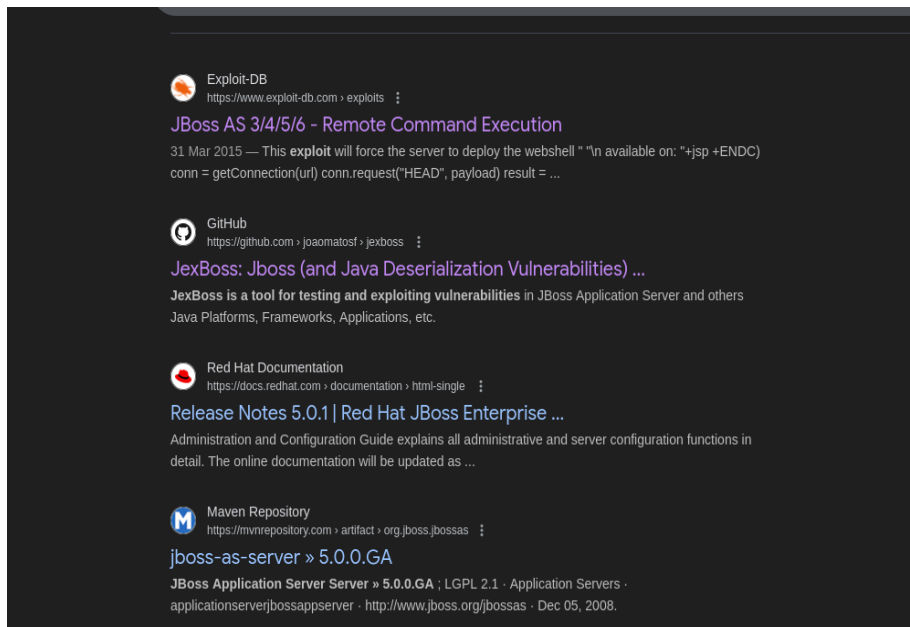 Exploit-DB
https://www.exploit-db.com › exploits
JBoss AS 3/4/5/6 - Remote Command Execution
31 Mar 2015 — This exploit will force the server to deploy the webshell " "\n available on: "+jsp +ENDC)
conn = getConnection(url) conn.request("HEAD", payload) result = ...
GitHub
https://github.com › joaomatosf › jexboss
JexBoss: Jboss (and Java Deserialization Vulnerabilities) ...
JexBoss is a tool for testing and exploiting vulnerabilities in JBoss Application Server and others
Java Platforms, Frameworks, Applications, etc.
Red Hat Documentation
https://docs.redhat.com › documentation › html-single
Release Notes 5.0.1 | Red Hat JBoss Enterprise ...
Administration and Configuration Guide explains all administrative and server configuration functions in
detail. The online documentation will be updated as ...
Maven Repository
https://mvnrepository.com › artifact › org.jboss.jbossas
jboss-as-server » 5.0.0.GA
JBoss Application Server Server » 5.0.0.GA ; LGPL 2.1 · Application Servers ·
applicationserverjbossappserver · http://www.jboss.org/jbossas · Dec 05, 2008.